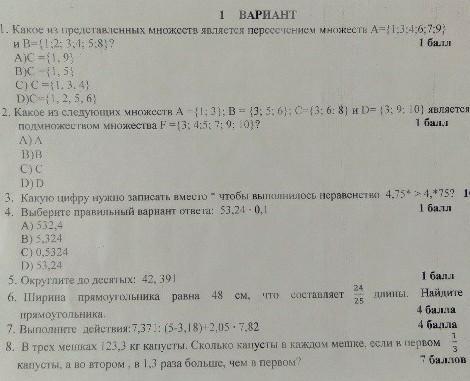 1 ВАРИАНТ
1. Какое из представленных множеств является пересечением множеств A={1;3;4;6;7;9}
и B={1;2; 3;4; 5;8}? 1 балл
A)C ={1, 9}
B)C ={1, 5}
C) C ={1, 3, 4}
D)C={1, 2, 5, 6}
2. Какое из следующих множеств A ={1; 3}; B = {3; 5; 6}; C={3; 6; 8} и D= {3; 9; 10} является
подмножеством множества F ={3; 4;5; 7; 9; 10}? 1 балл
A) A
B)B
C) C
D) D
3. Какую цифру нужно записать вместо * чтобы выполнилось неравенство 4,75* > 4,*75?
4. Выберите правильный вариант ответа: 53,24 · 0,1 1 балл
A) 532,4
B) 5,324
C) 0,5324
D) 53,24
5. Округлите до десятых: 42, 391 1 балл
6. Ширина прямоугольника равна 48 см, что составляет 24/25 длины. Найдите
прямоугольника. 4 балла
7. Выполните действия:7,371: (5-3,18)+2,05 · 7,82 4 балла
8. В трех мешках 123,3 кг капусты. Сколько капусты в каждом мешке, если в первом 1/3
капусты, а во втором , в 1,3 раза больше, чем в первом? 7 баллов